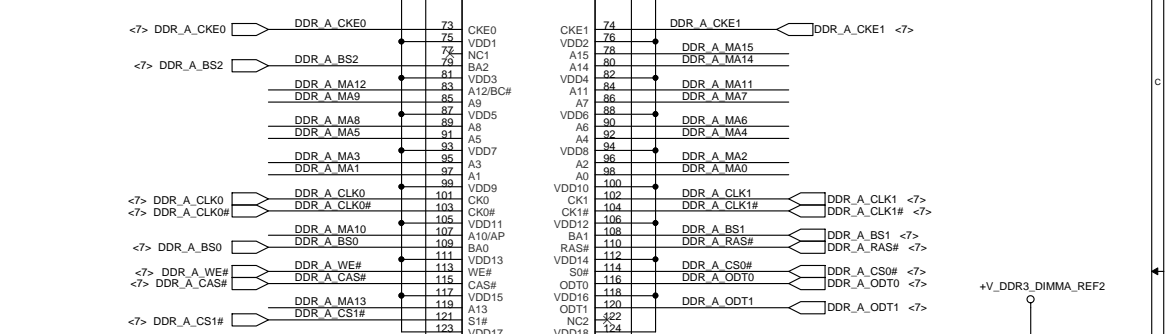 <7> DDR_A_CKE0 DDR_A_CKE0 73 CKE0 CKE1 74 DDR_A_CKE1 DDR_A_CKE1 <7>
75 VDD1 VDD2 76
77 NC1 A15 78 DDR_A_MA15
<7> DDR_A_BS2 DDR_A_BS2 79 BA2 A14 80 DDR_A_MA14
81 VDD3 VDD4 82
DDR_A_MA12 83 A12/BC# A11 84 DDR_A_MA11
DDR_A_MA9 85 A9 A7 86 DDR_A_MA7
87 VDD5 VDD6 88
DDR_A_MA8 89 A8 A6 90 DDR_A_MA6
DDR_A_MA5 91 A5 A4 92 DDR_A_MA4
93 VDD7 VDD8 94
DDR_A_MA3 95 A3 A2 96 DDR_A_MA2
DDR_A_MA1 97 A1 A0 98 DDR_A_MA0
99 VDD9 VDD10 100
<7> DDR_A_CLK0 DDR_A_CLK0 101 CK0 CK1 102 DDR_A_CLK1 DDR_A_CLK1 <7>
<7> DDR_A_CLK0# DDR_A_CLK0# 103 CK0# CK1# 104 DDR_A_CLK1# DDR_A_CLK1# <7>
105 VDD11 VDD12 106
DDR_A_MA10 107 A10/AP BA1 108 DDR_A_BS1 DDR_A_BS1 <7>
<7> DDR_A_BS0 DDR_A_BS0 109 BA0 RAS# 110 DDR_A_RAS# DDR_A_RAS# <7>
111 VDD13 VDD14 112
<7> DDR_A_WE# DDR_A_WE# 113 WE# S0# 114 DDR_A_CS0# DDR_A_CS0# <7>
<7> DDR_A_CAS# DDR_A_CAS# 115 CAS# ODT0 116 DDR_A_ODT0 DDR_A_ODT0 <7>
117 VDD15 VDD16 118
DDR_A_MA13 119 A13 ODT1 120 DDR_A_ODT1 DDR_A_ODT1 <7>
<7> DDR_A_CS1# DDR_A_CS1# 121 S1# NC2 122
123 VDD17 VDD18 124
C
+V_DDR3_DIMMA_REF2